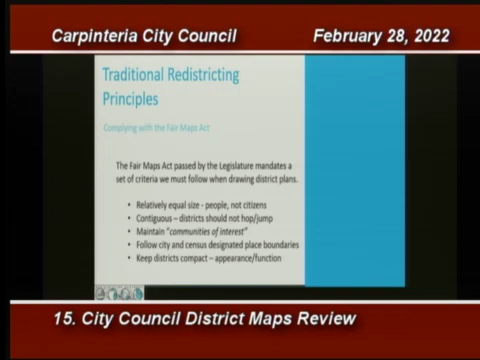 Carpinteria City Council
February 28, 2022
Traditional Redistricting
Principles
Complying with the Fair Maps Act
The Fair Maps Act passed by the Legislature mandates a
set of criteria we must follow when drawing district plans.
• Relatively equal size - people, not citizens
• Contiguous – districts should not hop/jump
• Maintain "communities of interest"
• Follow city and census designated place boundaries
• Keep districts compact – appearance/function
15. City Council District Maps Review